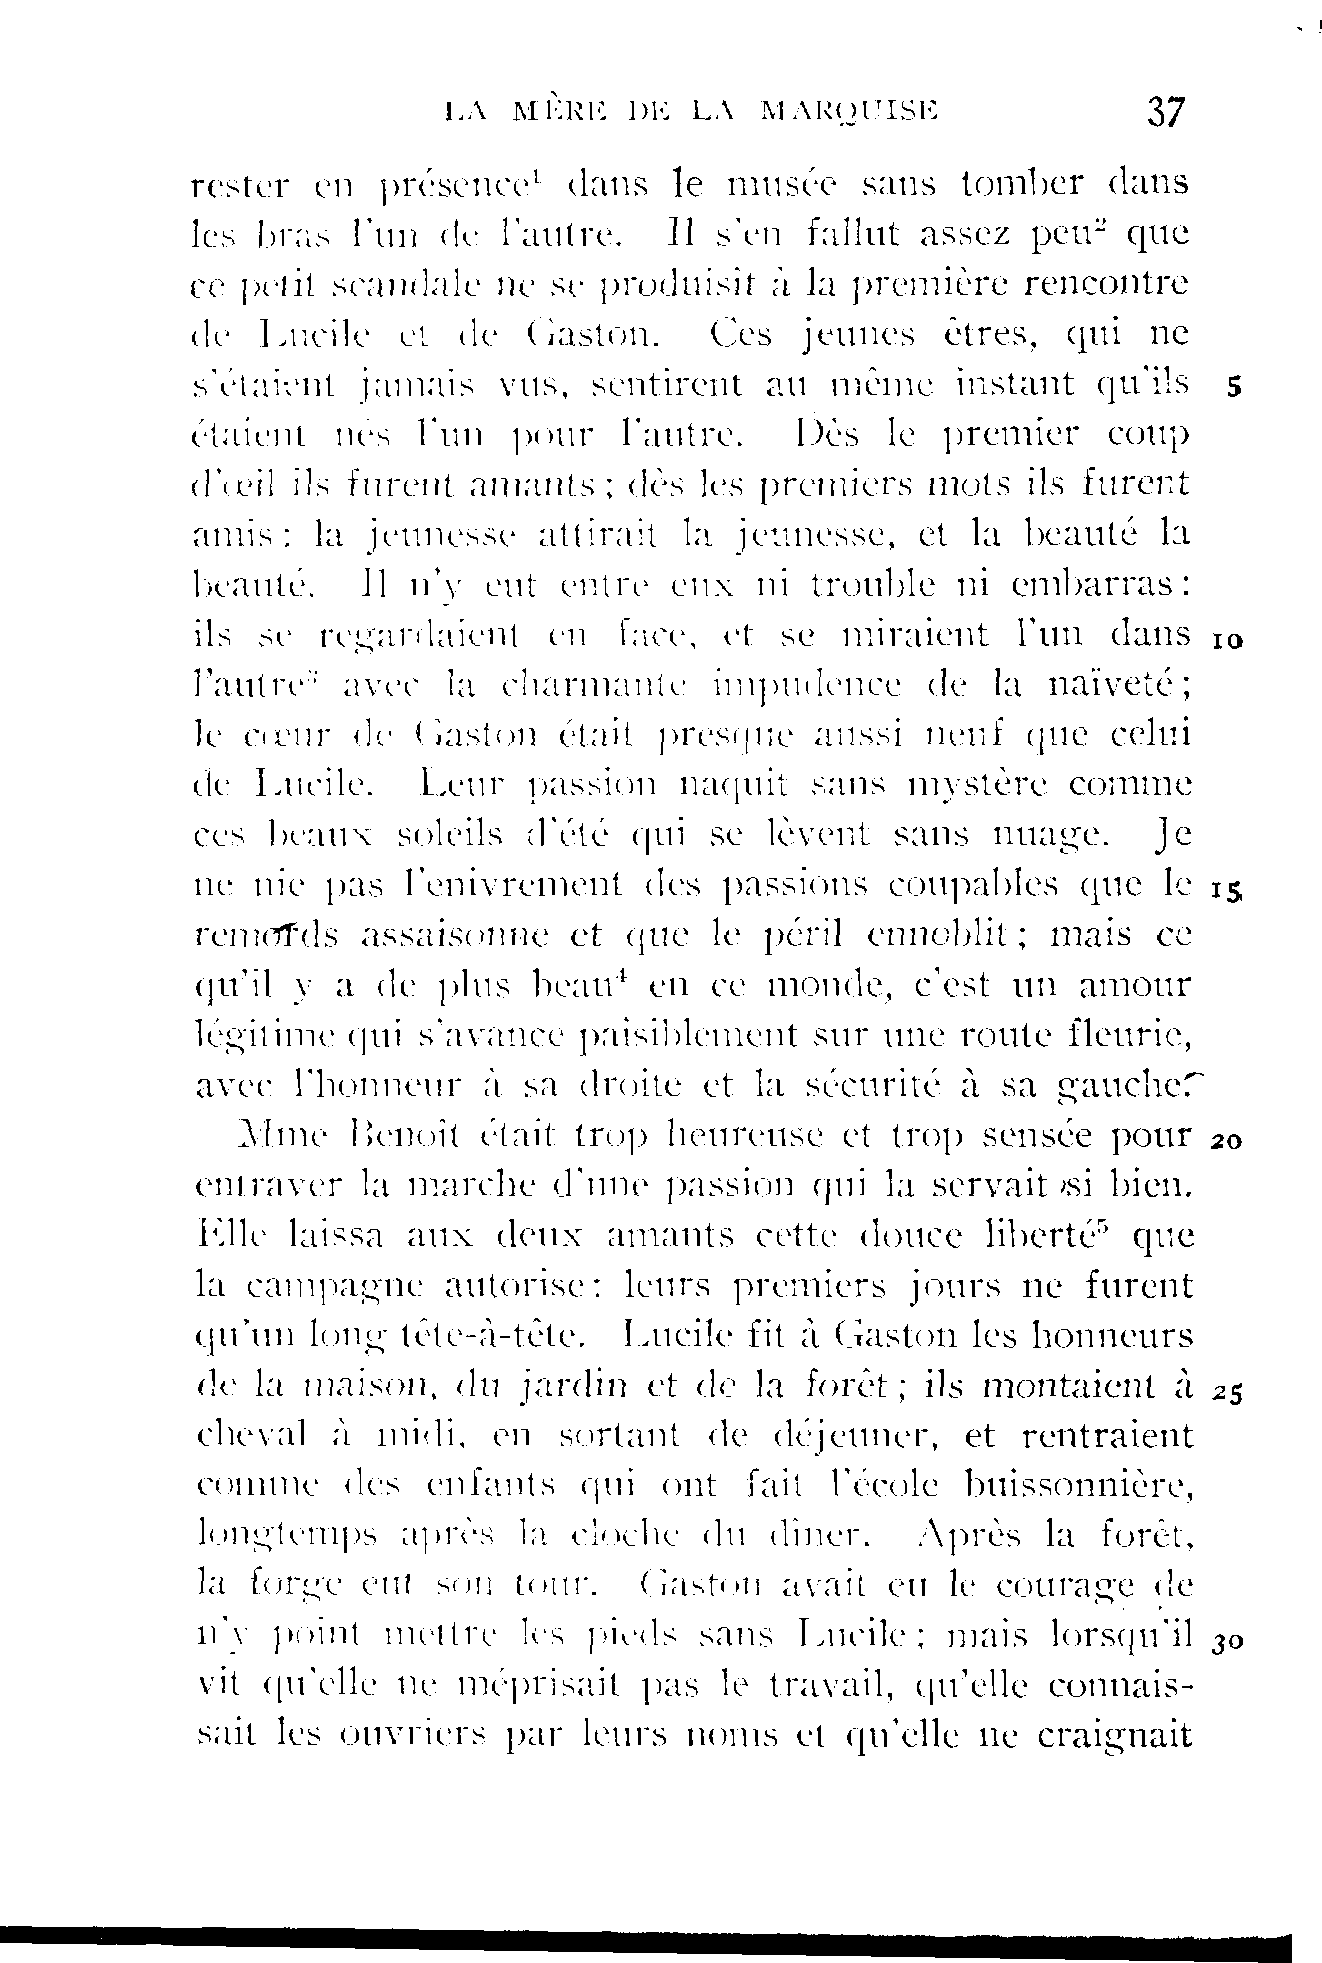 LA MÈRE DE LA MARQUISE 37
rester en présence¹ dans le musée sans tomber dans
les bras l'un de l'autre. Il s'en fallut assez peu² que
ce petit scandale ne se produisit à la première rencontre
de Lucile et de Gaston. Ces jeunes êtres, qui ne
s'étaient jamais vus, sentirent au même instant qu'ils 5
étaient nés l'un pour l'autre. Dès le premier coup
d'œil ils furent amants; dès les premiers mots ils furent
amis: la jeunesse attirait la jeunesse, et la beauté la
beauté. Il n'y eut entre eux ni trouble ni embarras:
ils se regardaient en face, et se miraient l'un dans 10
l'autre³ avec la charmante impudence de la naïveté;
le cœur de Gaston était presque aussi neuf que celui
de Lucile. Leur passion naquit sans mystère comme
ces beaux soleils d'été qui se lèvent sans nuage. Je
ne nie pas l'enivrement des passions coupables que le 15
remords assaisonne et que le péril ennoblit; mais ce
qu'il y a de plus beau⁴ en ce monde, c'est un amour
légitime qui s'avance paisiblement sur une route fleurie,
avec l'honneur à sa droite et la sécurité à sa gauche.
Mme Benoît était trop heureuse et trop sensée pour 20
entraver la marche d'une passion qui la servait si bien.
Elle laissa aux deux amants cette douce liberté⁵ que
la campagne autorise: leurs premiers jours ne furent
qu'un long tête-à-tête. Lucile fit à Gaston les honneurs
de la maison, du jardin et de la forêt; ils montaient à 25
cheval à midi, en sortant de déjeuner, et rentraient
comme des enfants qui ont fait l'école buissonnière,
longtemps après la cloche du dîner. Après la forêt,
la forge eut son tour. Gaston avait eu le courage de
n'y point mettre les pieds sans Lucile; mais lorsqu'il 30
vit qu'elle ne méprisait pas le travail, qu'elle connais-
sait les ouvriers par leurs noms et qu'elle ne craignait